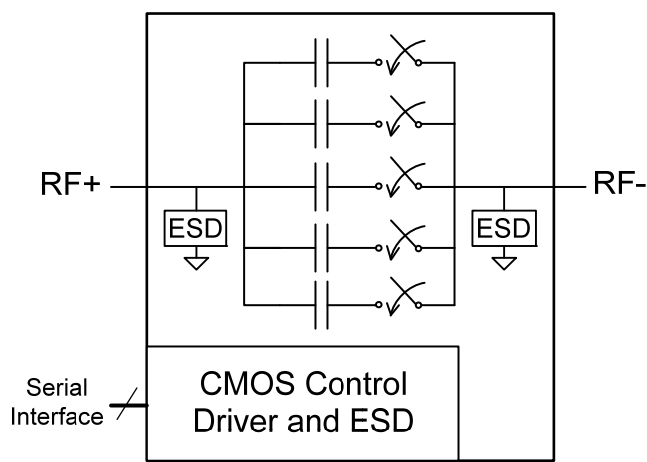 RF+
RF-
ESD
ESD
Serial
Interface
CMOS Control
Driver and ESD